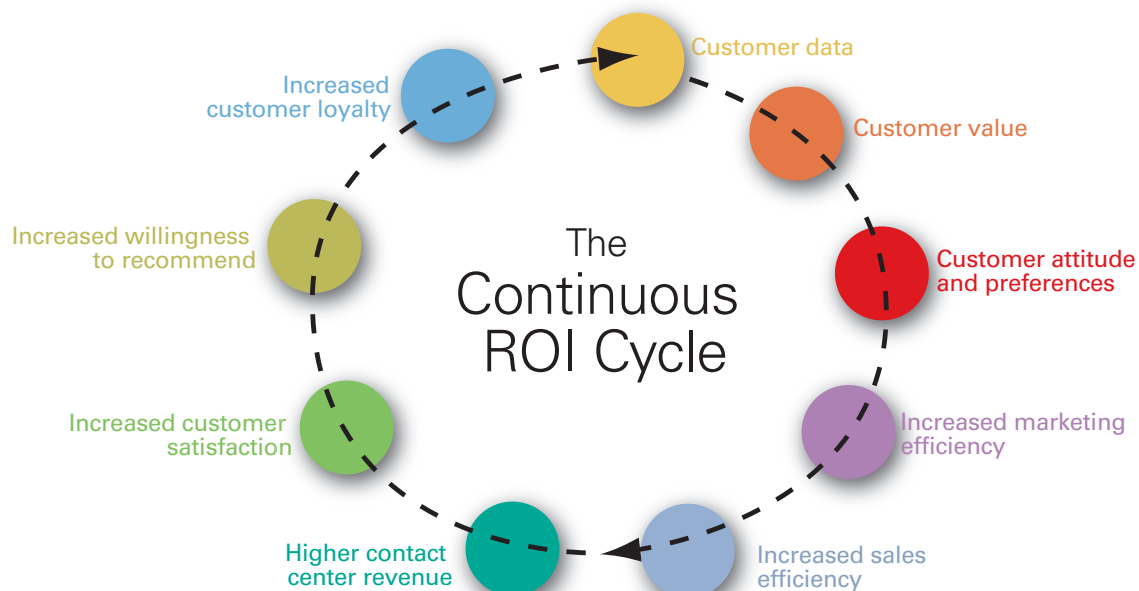 Customer data
Increased
customer loyalty
Customer value
Increased willingness
to recommend
The
Continuous
ROI Cycle
Customer attitude
and preferences
Increased customer
satisfaction
Increased marketing
efficiency
Higher contact
center revenue
Increased sales
efficiency